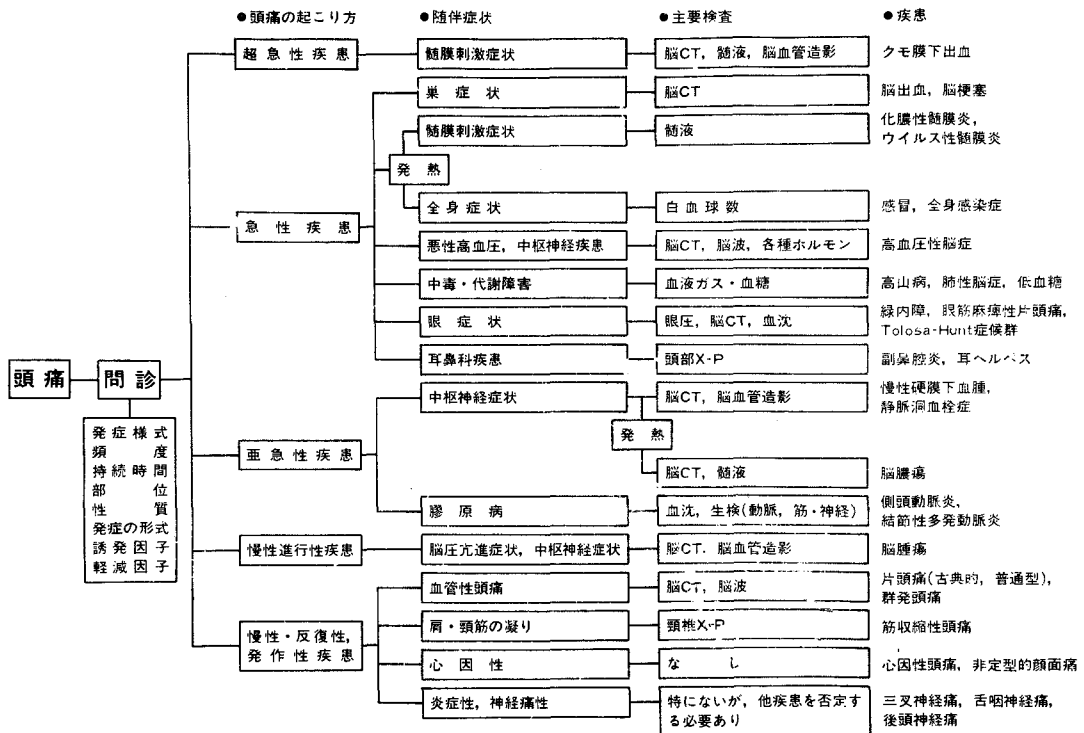 ●頭痛の起こり方 ●随伴症状 ●主要検査 ●疾患
超急性疾患 髄膜刺激症状 脳CT，髄液，脳血管造影 クモ膜下出血
巣症状 脳CT 脳出血，脳梗塞
髄膜刺激症状 髄液 化膿性髄膜炎，
ウイルス性髄膜炎
発熱
全身症状 白血球数 感冒，全身感染症
急性疾患
悪性高血圧，中枢神経疾患 脳CT，脳波，各種ホルモン 高血圧性脳症
中毒・代謝障害 血液ガス・血糖 高山病，肺性脳症，低血糖
眼症状 眼圧，脳CT，血沈 緑内障，眼筋麻痺性片頭痛，
Tolosa-Hunt症候群
耳鼻科疾患 頭部X-P 副鼻腔炎，耳ヘルペス
頭痛 問診
中枢神経症状 脳CT，脳血管造影 慢性硬膜下血腫，
静脈洞血栓症
発熱
発症様式
頻度
持続時間
部位
性質
発症の形式
誘発因子
軽減因子
亜急性疾患
脳CT，髄液 脳膿瘍
膠原病 血沈，生検(動脈，筋・神経) 側頭動脈炎，
結節性多発動脈炎
慢性進行性疾患 脳圧亢進症状，中枢神経症状 脳CT．脳血管造影 脳腫瘍
血管性頭痛 脳CT，脳波 片頭痛(古典的，普通型)，
群発頭痛
慢性・反復性，
発作性疾患
肩・頸筋の凝り 頸椎X-P 筋収縮性頭痛
心因性 なし 心因性頭痛，非定型的顔面痛
炎症性，神経痛性 特にないが，他疾患を否定す
る必要あり
三叉神経痛，舌咽神経痛，
後頭神経痛